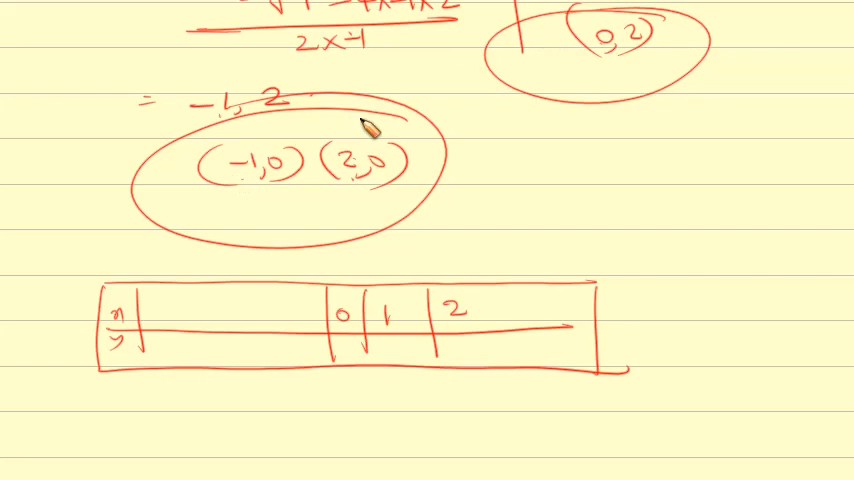 2x-1
0,2
= -1, 2
(-1,0) (2,0)
x 0 1 2
y